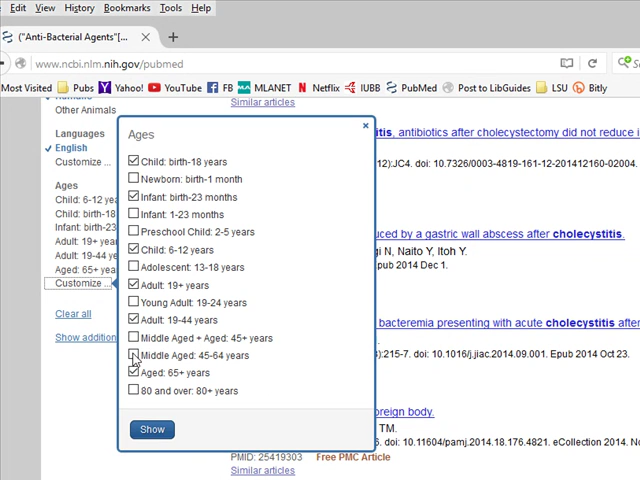 Edit View History Bookmarks Tools Help
("Anti-Bacterial Agents"[...
www.ncbi.nlm.nih.gov/pubmed
Most Visited Pubs Yahoo! YouTube FB MLANET Netflix IUBB PubMed Post to LibGuides LSU Bitly
Similar articles
Other Animals
Languages
English
Customize ...
Ages
Child: 6-12 yea
Child: birth-18
Infant: birth-23
Adult: 19+ years
Adult: 19-44 ye
Aged: 65+ years
Customize ...
Clear all
Show addition
Ages
×
Child: birth-18 years
Newborn: birth-1 month
Infant: birth-23 months
Infant: 1-23 months
Preschool Child: 2-5 years
Child: 6-12 years
Adolescent: 13-18 years
Adult: 19+ years
Young Adult: 19-24 years
Adult: 19-44 years
Middle Aged + Aged: 45+ years
Middle Aged: 45-64 years
Aged: 65+ years
80 and over: 80+ years
Show
itis, antibiotics after cholecystectomy did not reduce
12):JC4. doi: 10.7326/0003-4819-161-12-201412160-02004.
uced by a gastric wall abscess after cholecystitis.
gi N, Naito Y, Itoh Y.
Epub 2014 Dec 1.
bacteremia presenting with acute cholecystitis after
:215-7. doi: 10.1016/j.jiac.2014.09.001. Epub 2014 Oct 23.
oreign body.
TM.
6. doi: 10.11604/pamj.2014.18.176.4821. eCollection 2014.
PMID: 25419303 Free PMC Article
Similar articles